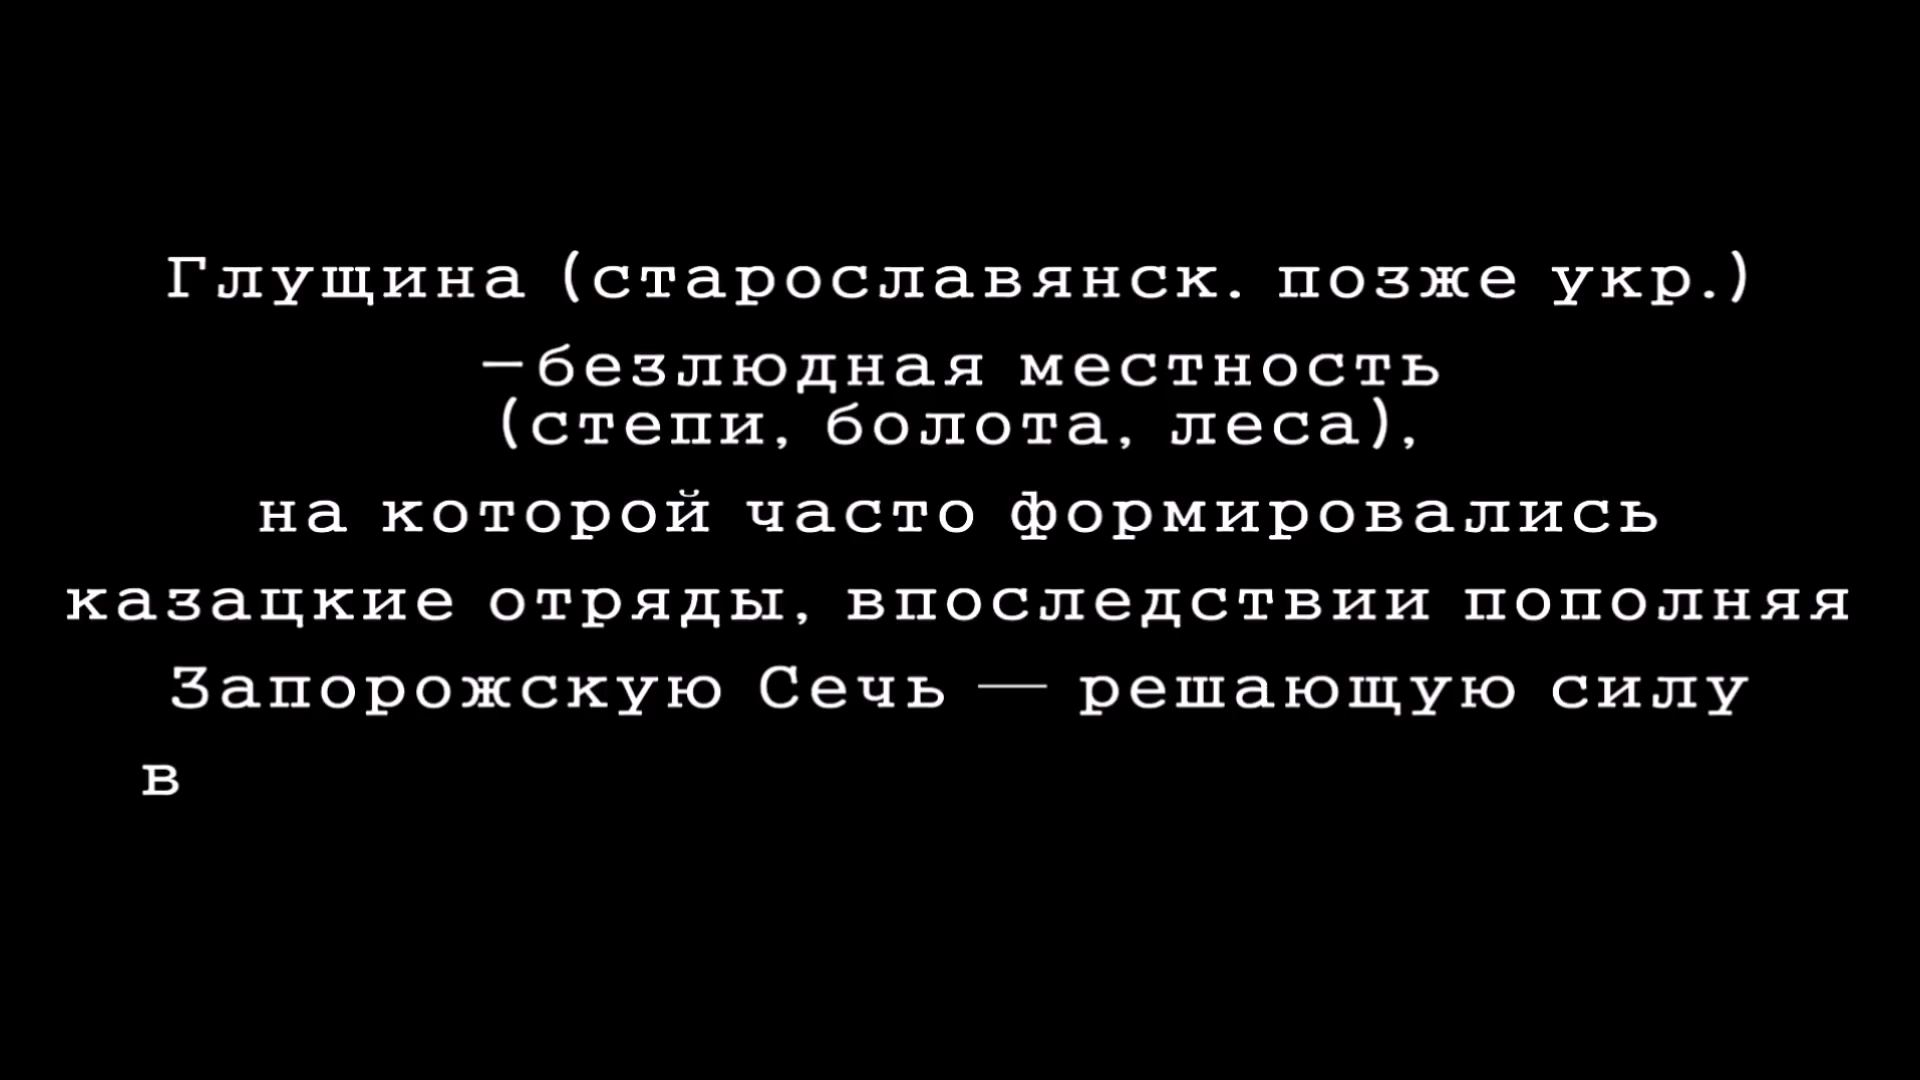 Глущина (старославянск. позже укр.)
—безлюдная местность
(степи, болота, леса),
на которой часто формировались
казацкие отряды, впоследствии пополняя
Запорожскую Сечь — решающую силу
в